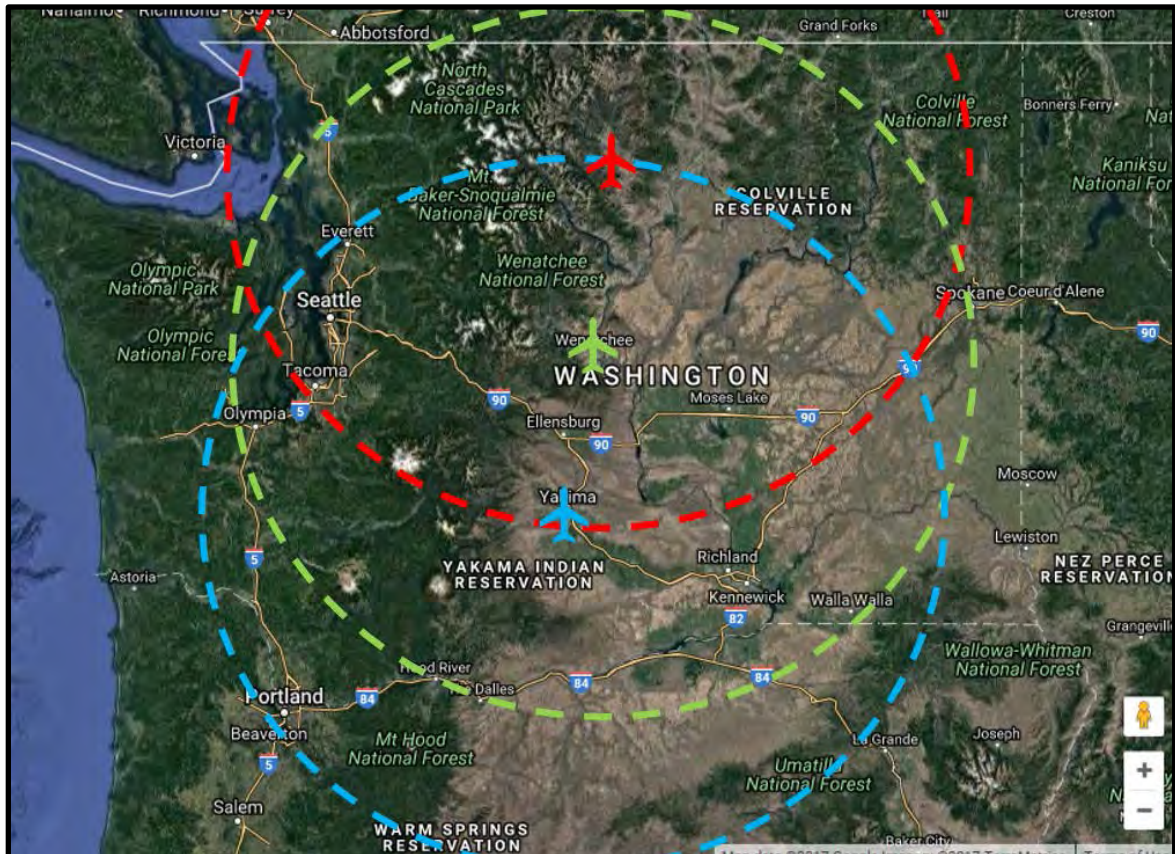 Nanaimo
Richmond
Surrey
Abbotsford
Grand Forks
Trail
Creston
North
Cascades
National Park
Colville
National Forest
Bonners Ferry
5
Victoria
Kaniksu
Mt.
Baker-Snoqualmie
National Forest
COLVILLE
RESERVATION
Everett
Wenatchee
National Forest
Olympic
National Park
Seattle
Spokane
Coeur d'Alene
90
Olympic
National Forest
Wenatchee
Tacoma
WASHINGTON
90
5
90
Moses Lake
90
Olympia
Ellensburg
90
Moscow
Yakima
Lewiston
5
YAKAMA INDIAN
RESERVATION
Richland
NEZ PERCE
RESERVATION
Astoria
Kennewick
Walla Walla
82
Grangeville
Wallowa-Whitman
National Forest
Hood River
84
84
The Dalles
Portland
84
Beaverton
Mt Hood
National Forest
La Grande
Joseph
5
Umatilla
National Forest
+
Salem
−
WARM SPRINGS
RESERVATION
Baker City